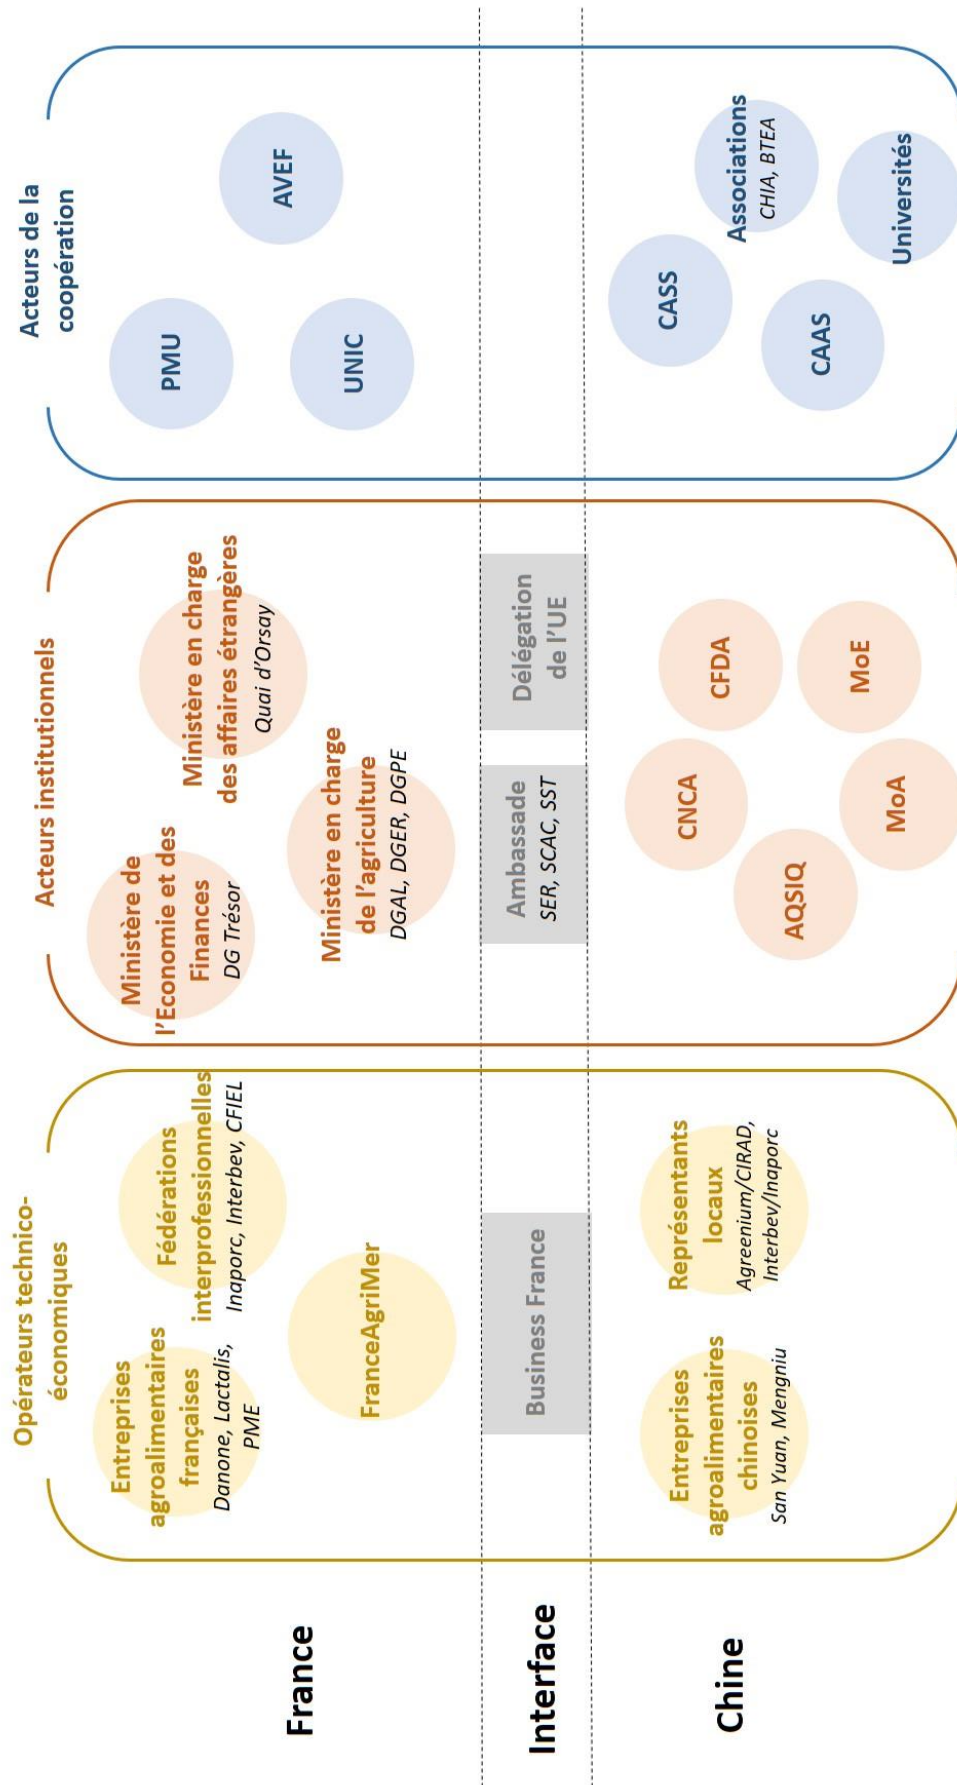 Opérateurs technico-
économiques
Acteurs institutionnels
Acteurs de la
coopération
France
Entreprises
agroalimentaires
françaises
Danone, Lactalis,
PME
Fédérations
interprofessionnelles
Inaporc, Interbev, CFIEL
FranceAgriMer
Ministère de
l'Economie et des
Finances
DG Trésor
Ministère en charge
des affaires étrangères
Quai d'Orsay
Ministère en charge
de l'agriculture
DGAL, DGER, DGPE
PMU
AVEF
UNIC
Interface
Business France
Ambassade
SER, SCAC, SST
Délégation
de l'UE
Chine
Entreprises
agroalimentaires
chinoises
San Yuan, Mengniu
Représentants
locaux
Agreenium/CIRAD,
Interbev/Inaporc
CNCA
CFDA
AQSIQ
MoA
MoE
CASS
Associations
CHIA, BTEA
CAAS
Universités